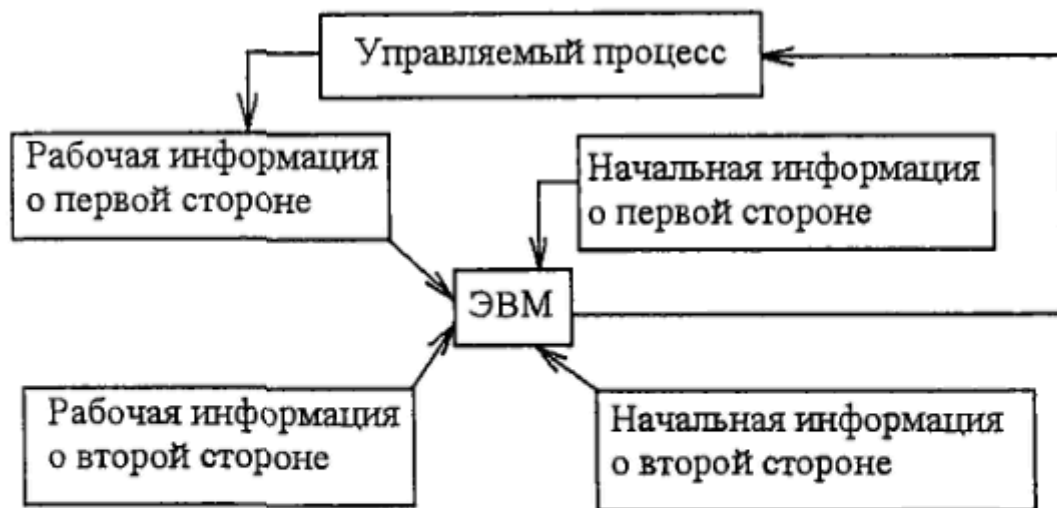 Управляемый процесс
Рабочая информация
о первой стороне
Начальная информация
о первой стороне
ЭВМ
Рабочая информация
о второй стороне
Начальная информация
о второй стороне